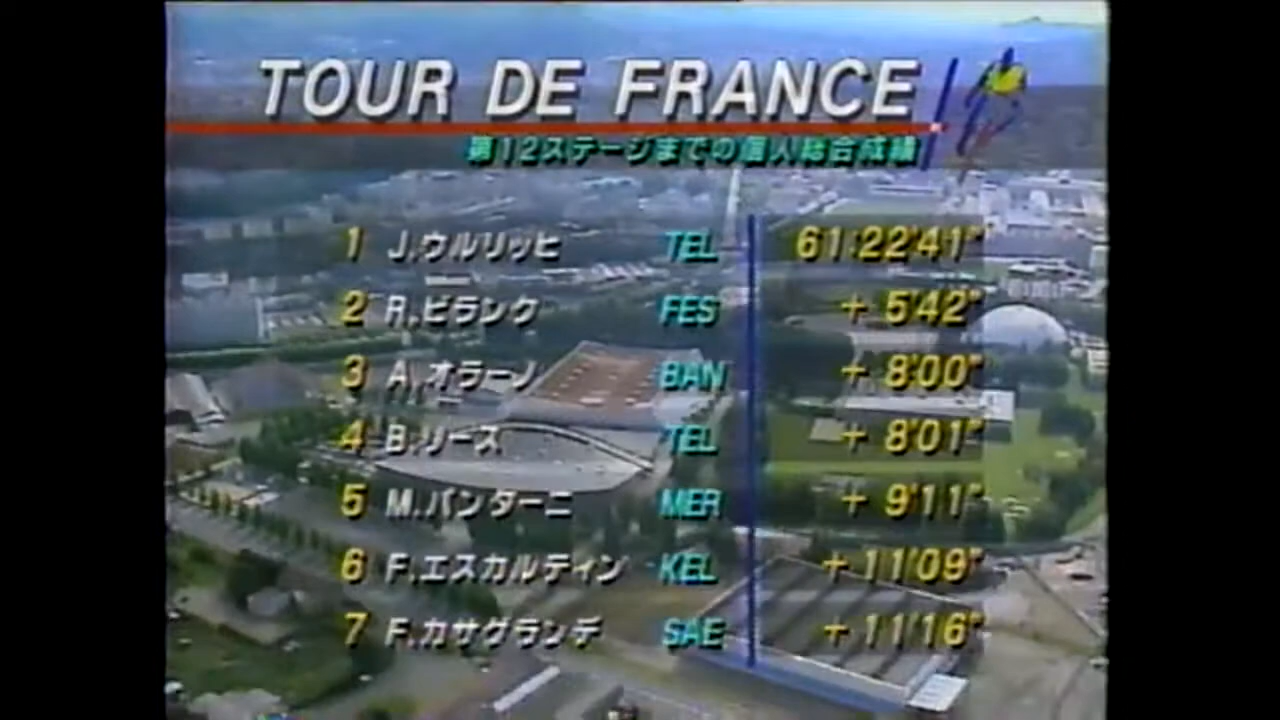 TOUR DE FRANCE
第12ステージまでの個人総合成績
1 J.ウルリッヒ TEL 61:22'41"
2 R.ビランク FES + 5'42"
3 A.オラーノ BAN + 8'00"
4 B.リース TEL + 8'01"
5 M.パンターニ MER + 9'11"
6 F.エスカルティン KEL + 11'09"
7 F.カサグランデ SAE + 11'16"